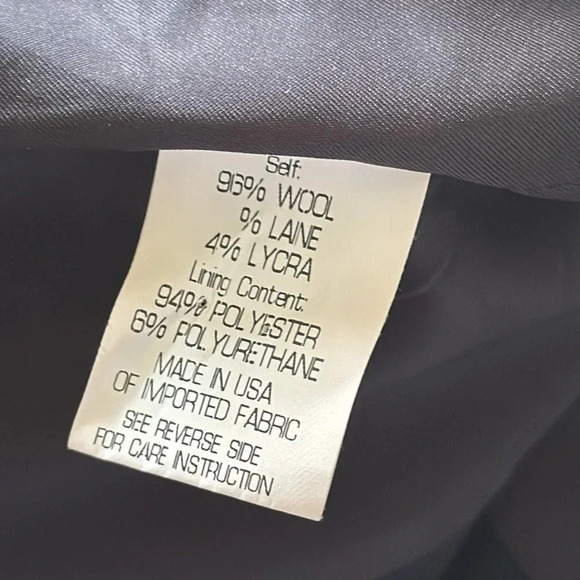 Self:
96% WOOL
% LAINE
4% LYCRA
Lining Content:
94% POLYESTER
6% POLYURETHANE
MADE IN USA
OF IMPORTED FABRIC
SEE REVERSE SIDE
FOR CARE INSTRUCTION